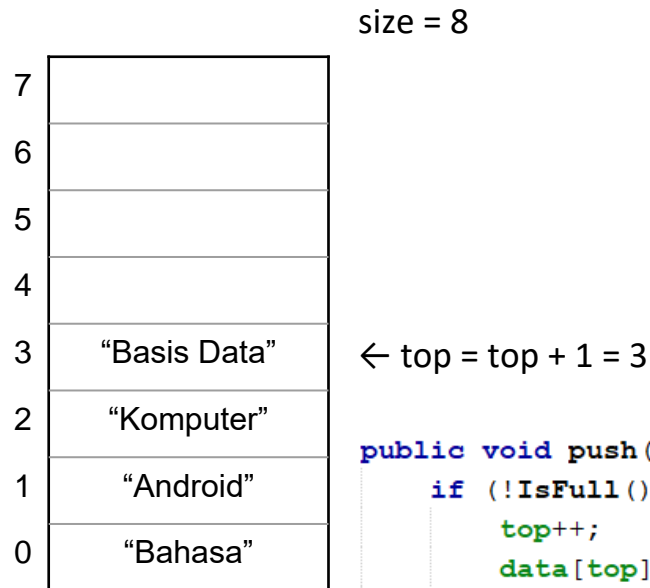 size = 8
7
6
5
4
3 “Basis Data” ← top = top + 1 = 3
2 “Komputer”
public void push(
1 “Android” if (!IsFull()
top++;
0 “Bahasa” data[top]